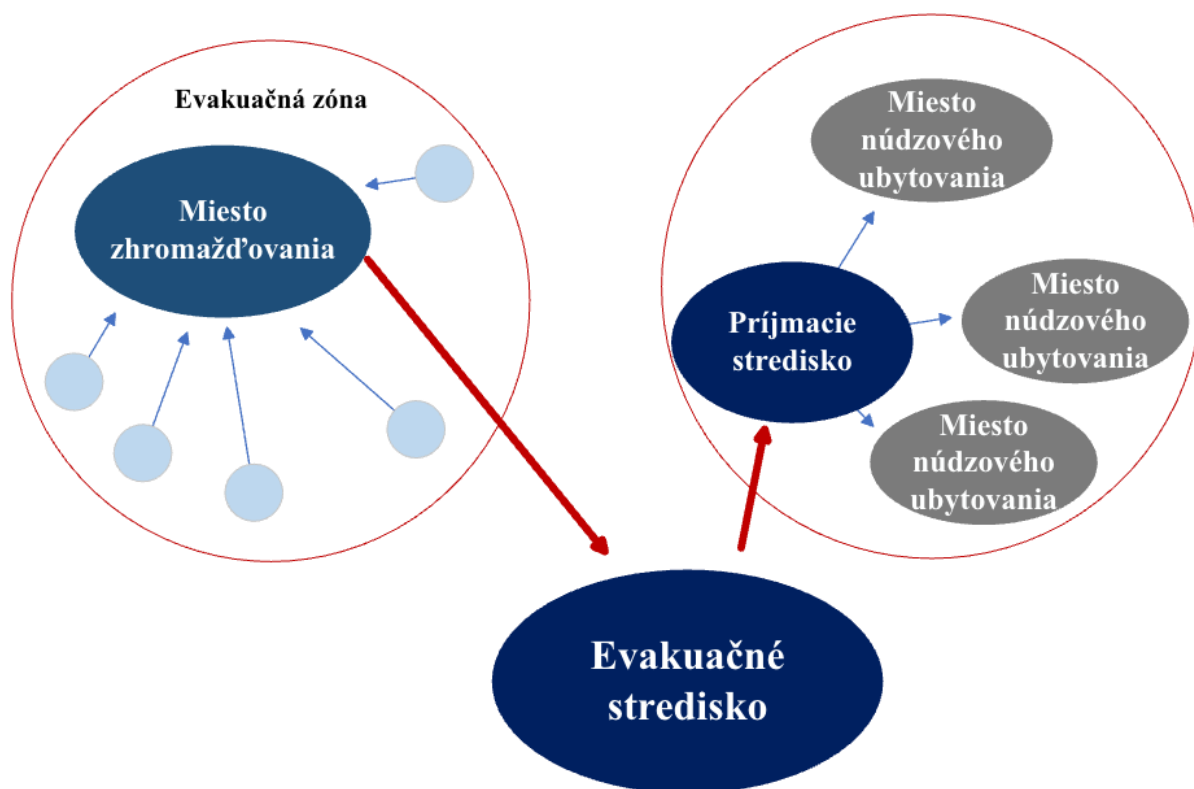 Evakuačná zóna
Miesto
zhromažďovania
Miesto
núdzového
ubytovania
Príjmacie
stredisko
Miesto
núdzového
ubytovania
Miesto
núdzového
ubytovania
Evakuačné
stredisko